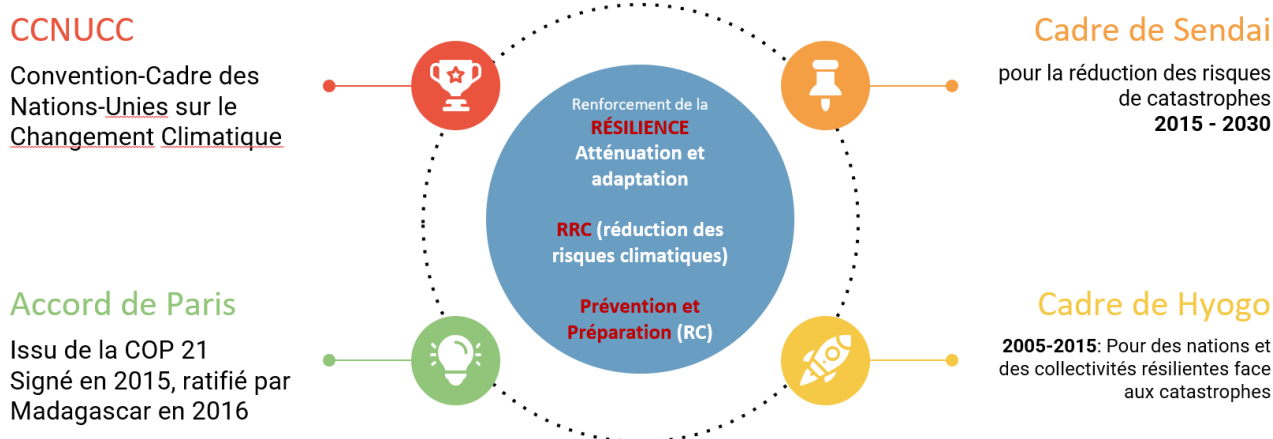 CCNUCC
Convention-Cadre des
Nations-Unies sur le
Changement Climatique
Cadre de Sendai
pour la réduction des risques
de catastrophes
2015 - 2030
Renforcement de la
RÉSILIENCE
Atténuation et
adaptation
RRC (réduction des
risques climatiques)
Prévention et
Préparation (RC)
Accord de Paris
Issu de la COP 21
Signé en 2015, ratifié par
Madagascar en 2016
Cadre de Hyogo
2005-2015: Pour des nations et
des collectivités résilientes face
aux catastrophes